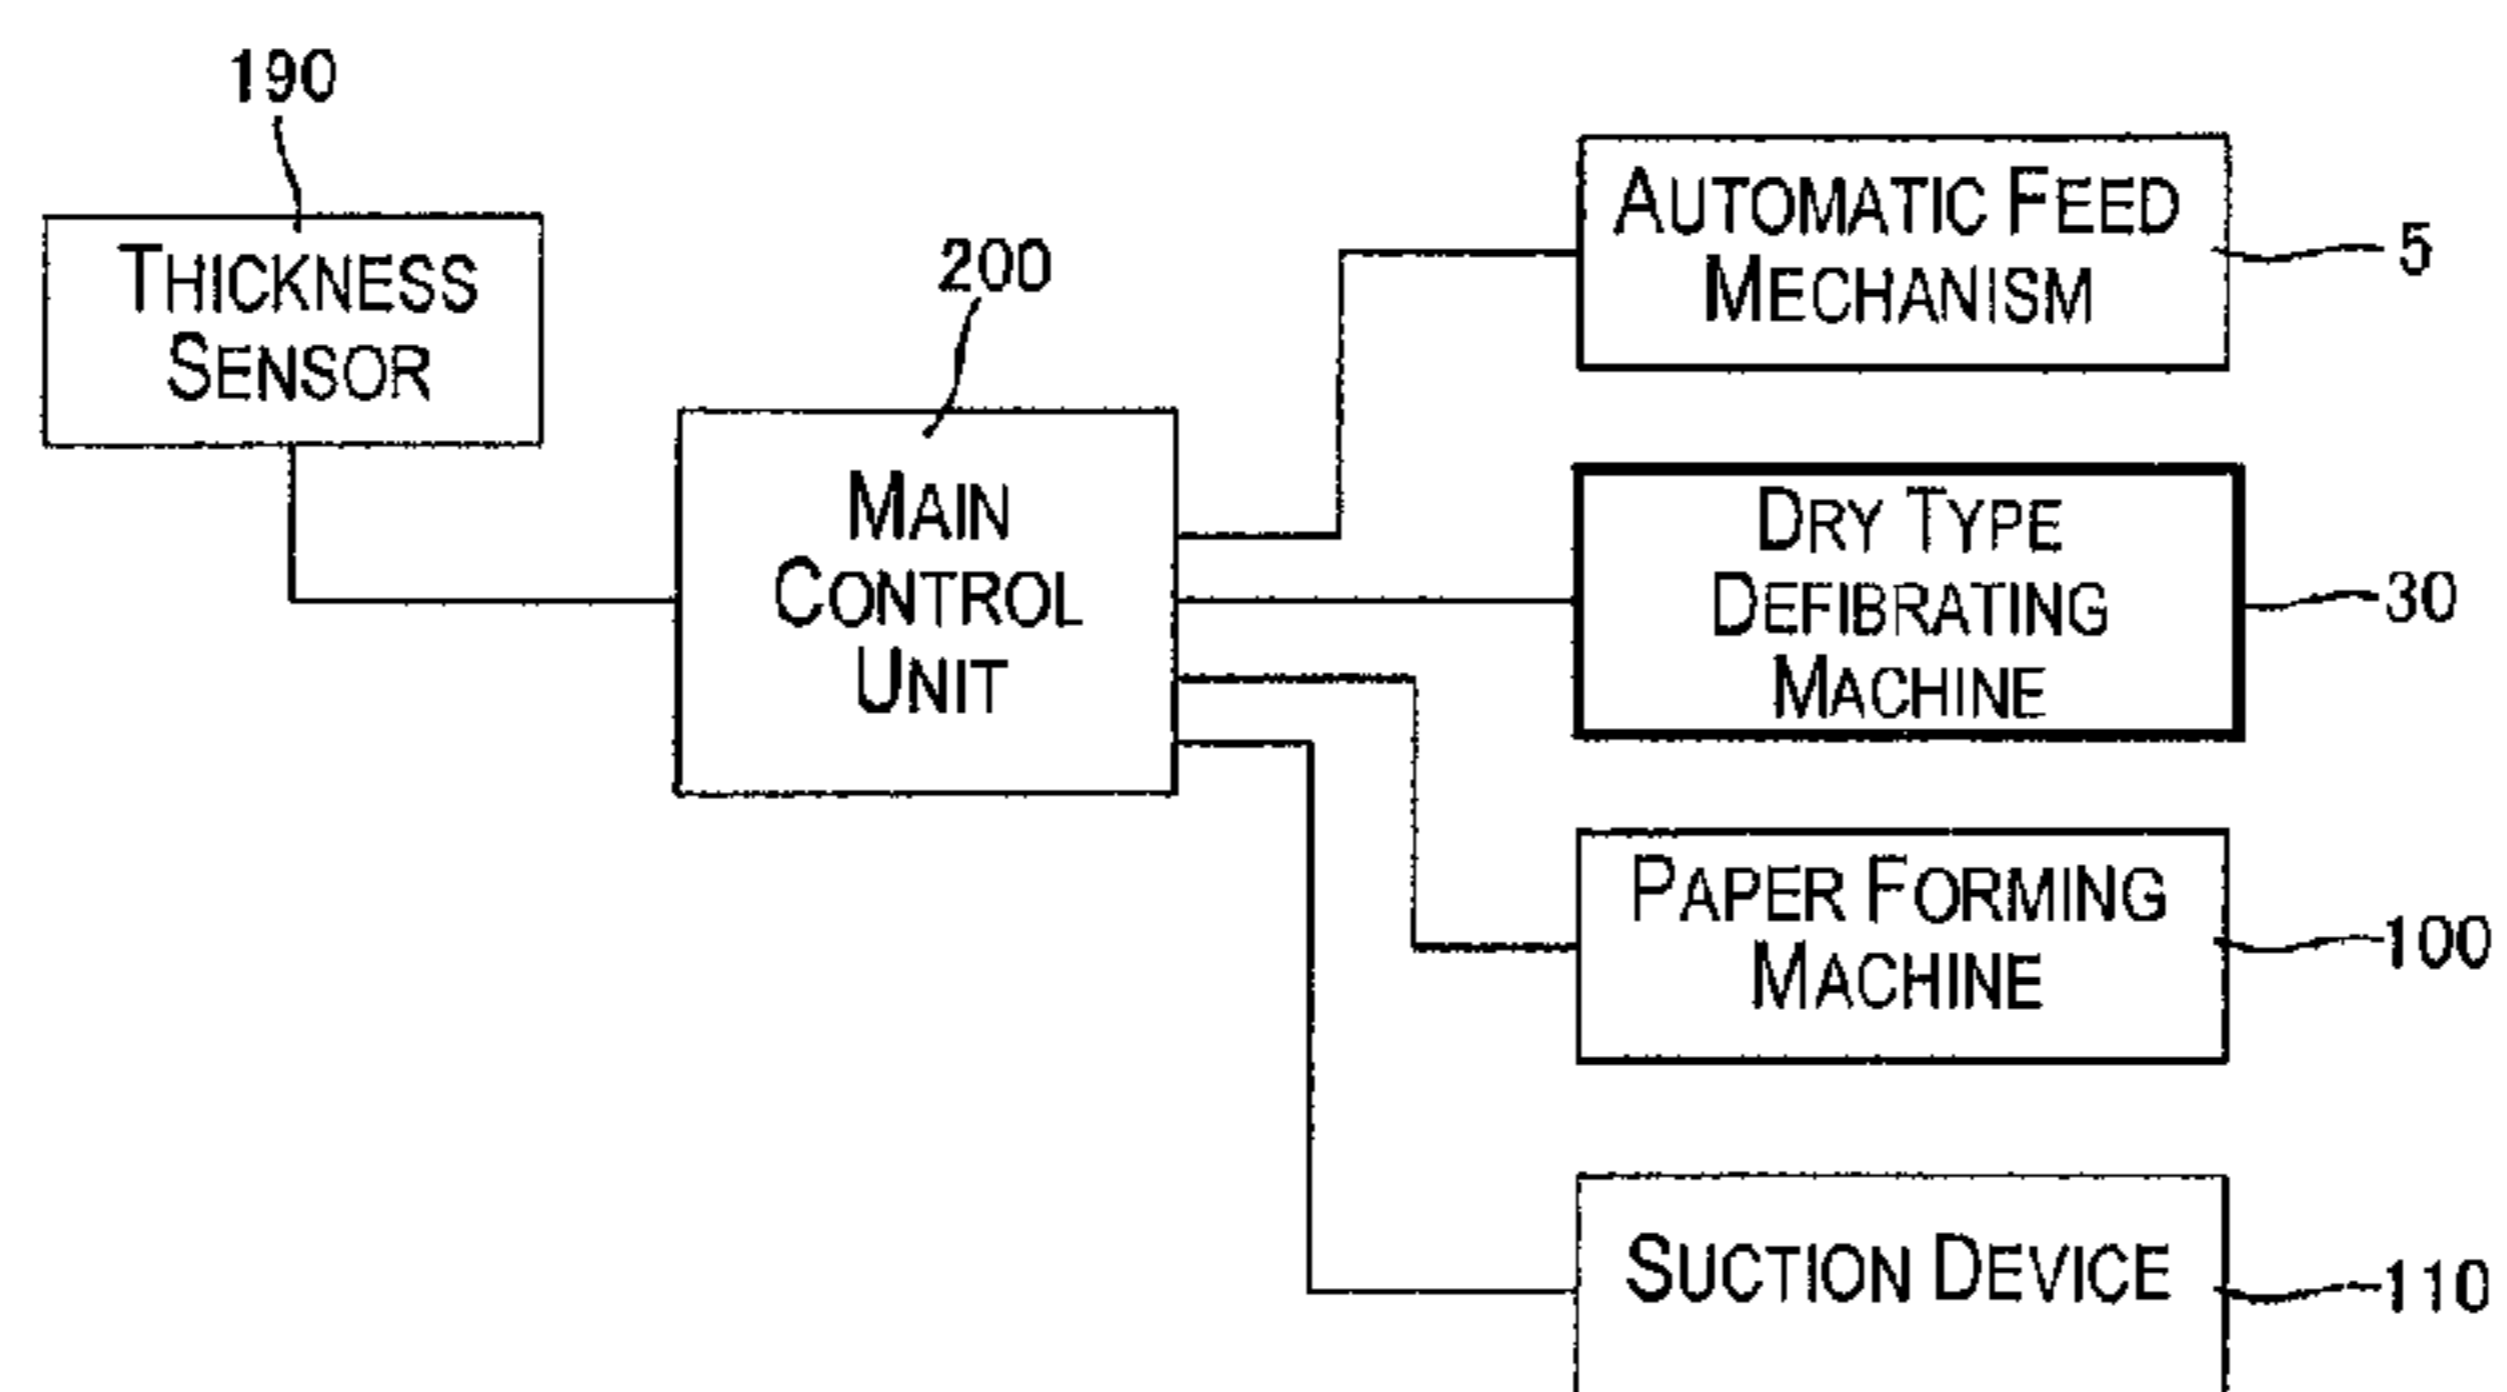 190
THICKNESS
SENSOR
200
MAIN
CONTROL
UNIT
AUTOMATIC FEED
MECHANISM
5
DRY TYPE
DEFIBRATING
MACHINE
30
PAPER FORMING
MACHINE
100
SUCTION DEVICE
110